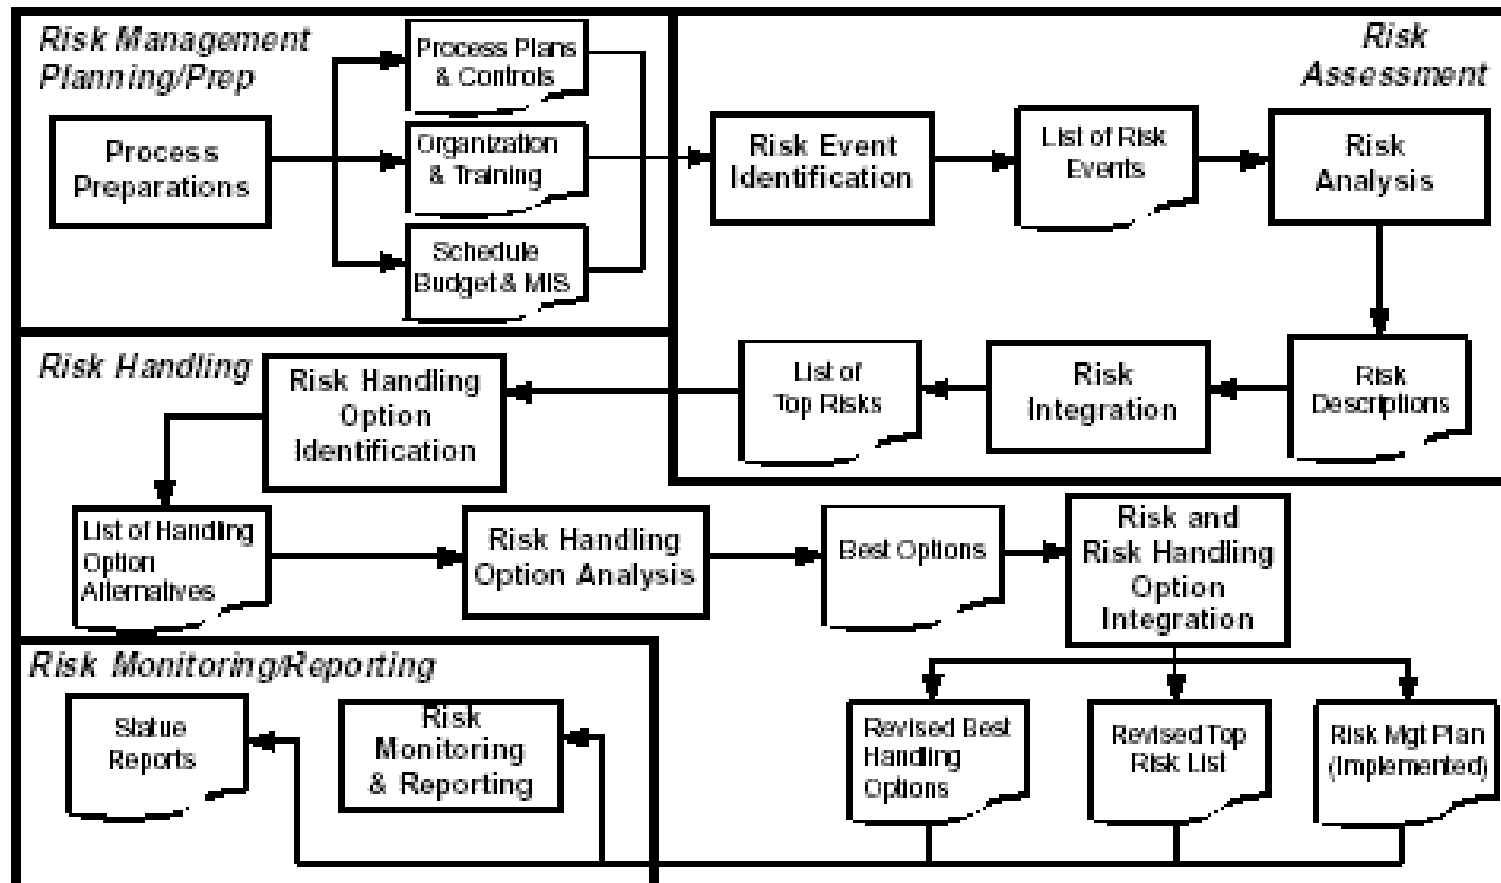 Risk Management
Planning/Prep
Process
Preparations
Process Plans
& Controls
Organization
& Training
Schedule
Budget & MIS
Risk
Assessment
Risk Event
Identification
List of Risk
Events
Risk
Analysis
Risk
Descriptions
Risk
Integration
List of
Top Risks
Risk Handling
Risk Handling
Option
Identification
List of Handling
Option
Alternatives
Risk Handling
Option Analysis
Best Options
Risk and
Risk Handling
Option
Integration
Revised Best
Handling
Options
Revised Top
Risk List
Risk Mgt Plan
(Implemented)
Risk Monitoring/Reporting
Risk
Monitoring
& Reporting
Statue
Reports